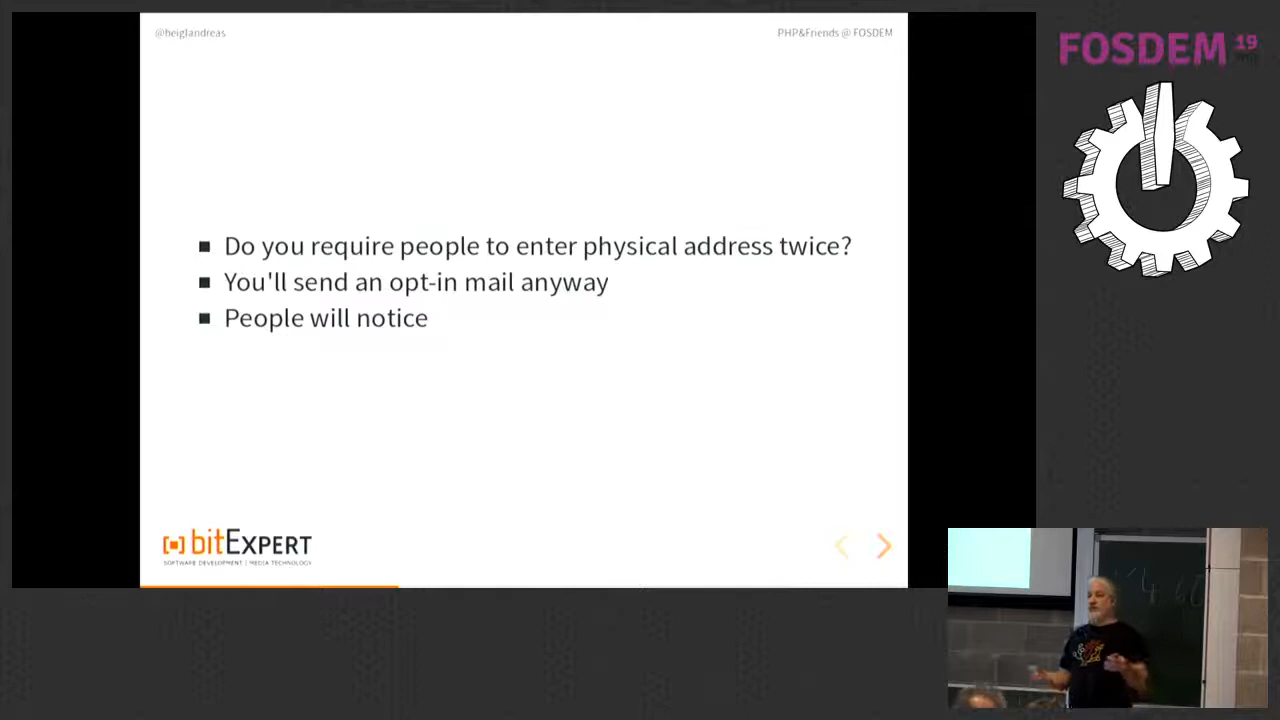 @heiglandreas
PHP&Friends @ FOSDEM
Do you require people to enter physical address twice?
You'll send an opt-in mail anyway
People will notice
bitExpert
SOFTWARE DEVELOPMENT | MEDIA TECHNOLOGY
FOSDEM 19